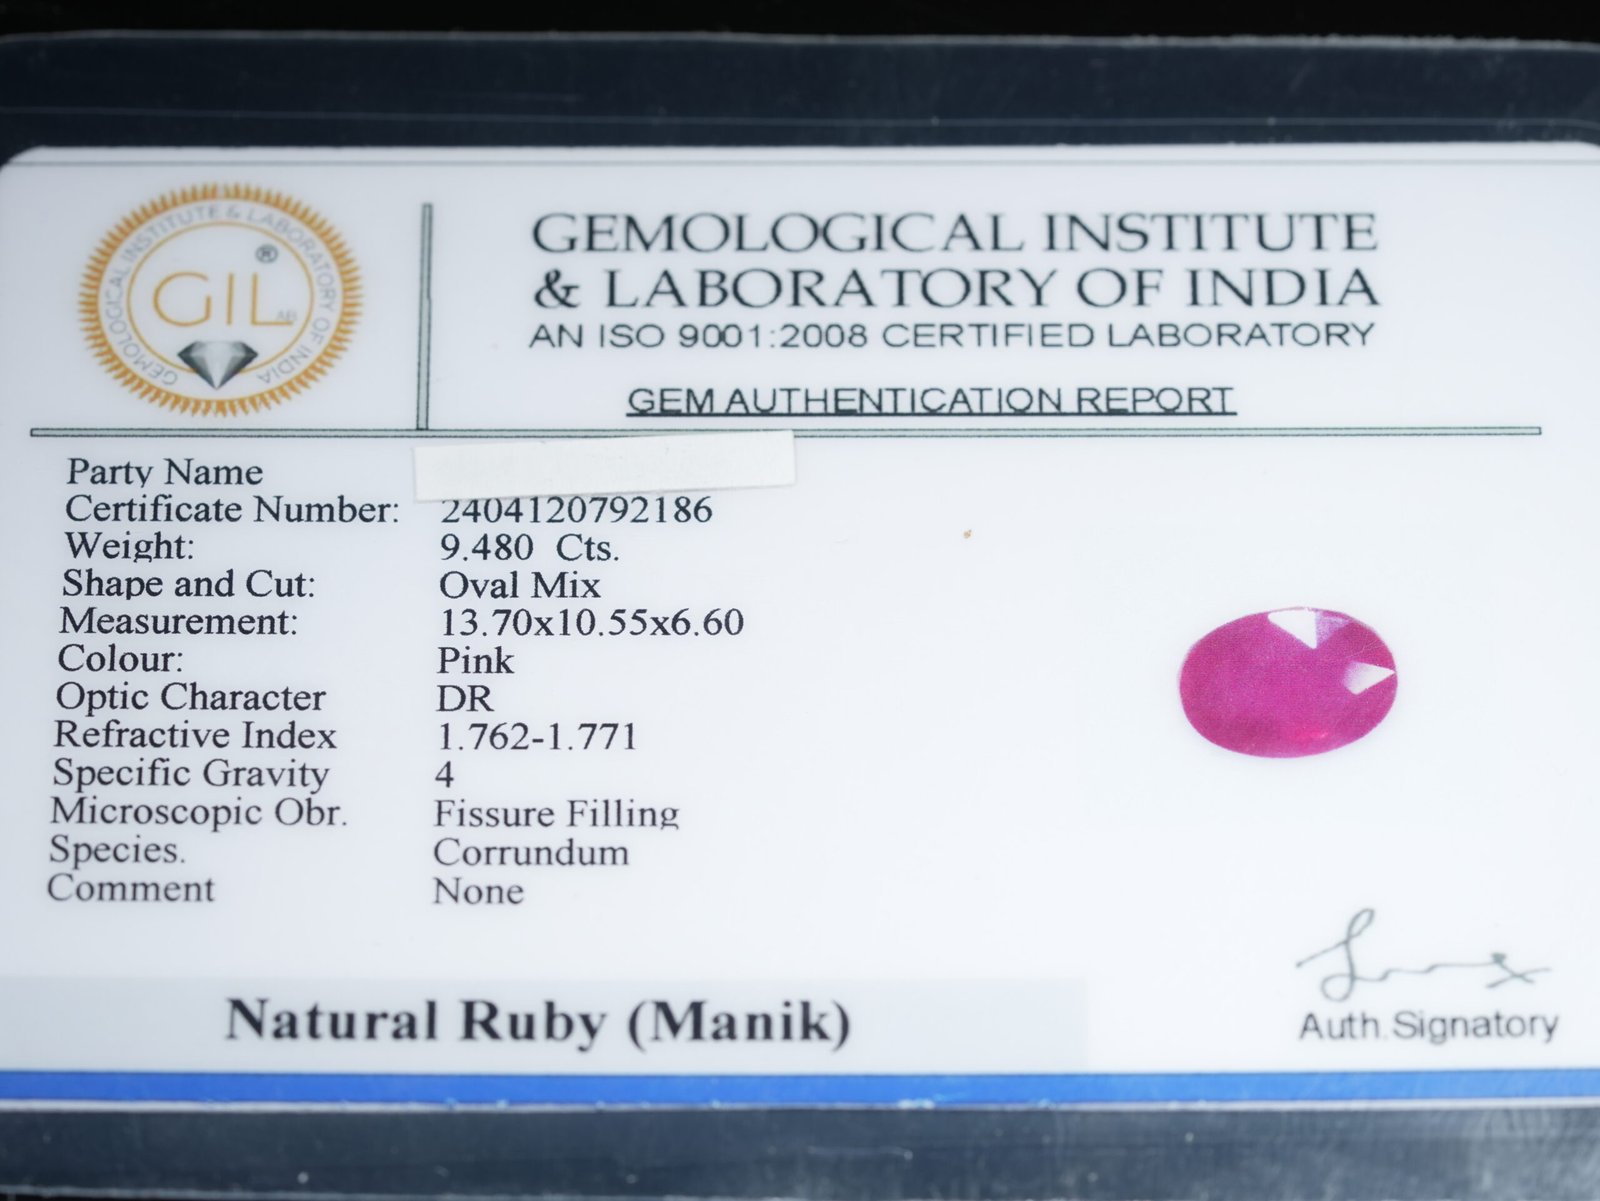 GEMOLOGICAL INSTITUTE & LABORATORY OF INDIA
GIL
AB
®
GEMOLOGICAL INSTITUTE
& LABORATORY OF INDIA
AN ISO 9001:2008 CERTIFIED LABORATORY
GEM AUTHENTICATION REPORT
Party Name
Certificate Number: 2404120792186
Weight: 9.480 Cts.
Shape and Cut: Oval Mix
Measurement: 13.70x10.55x6.60
Colour: Pink
Optic Character DR
Refractive Index 1.762-1.771
Specific Gravity 4
Microscopic Obr. Fissure Filling
Species. Corrundum
Comment None
Natural Ruby (Manik)
Auth. Signatory